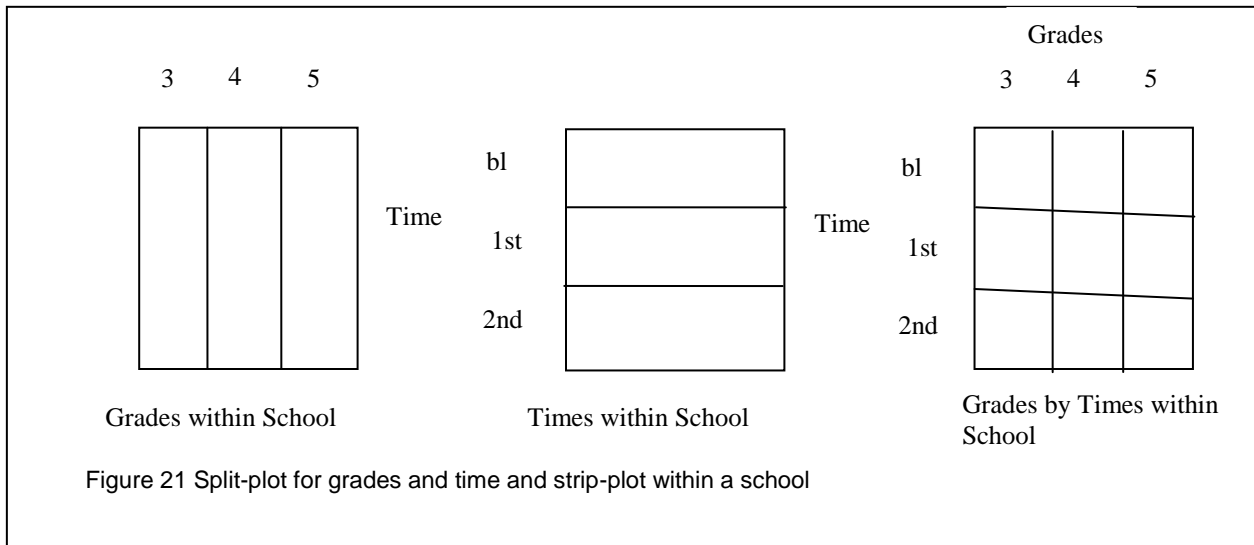 Grades
3 4 5
3 4 5
bl
bl
Time
Time
1st
1st
2nd
2nd
Grades within School
Times within School
Grades by Times within
School
Figure 21 Split-plot for grades and time and strip-plot within a school